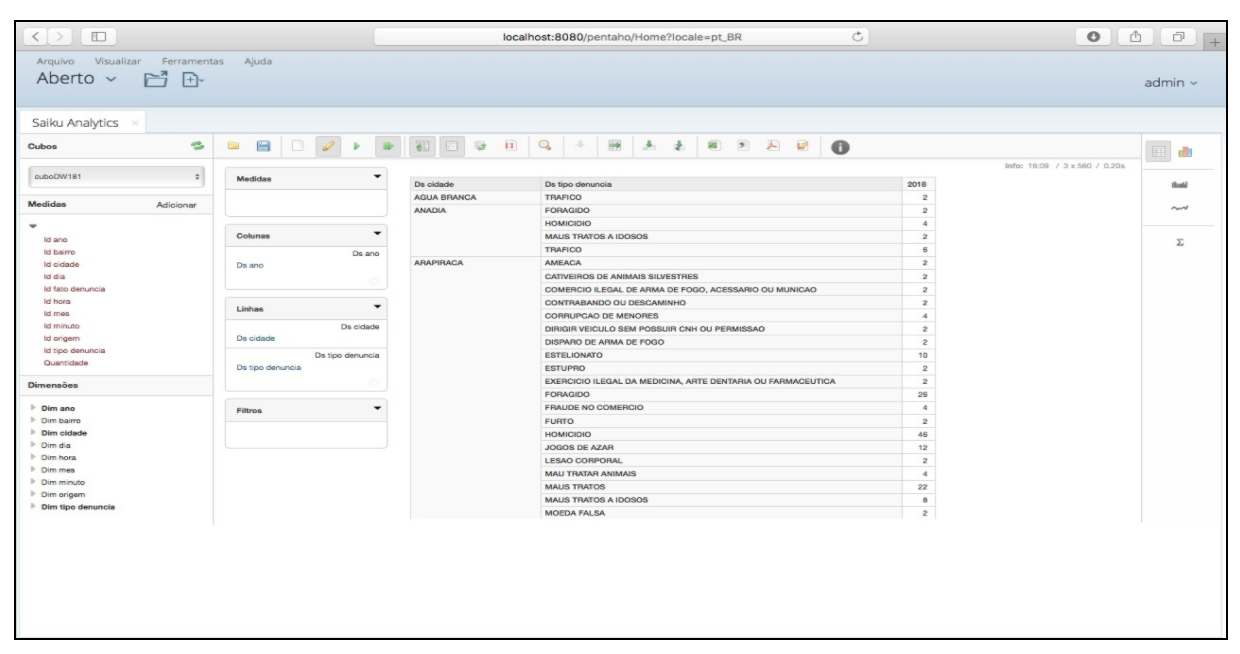 localhost:8080/pentaho/Home?locale=pt_BR
Arquivo Visualizar Ferramentas Ajuda
Aberto
admin
Saiku Analytics ×
Cubos
Info: 16:09 / 3 x 560 / 0.20s
cuboDW181
Medidas Adicionar
Id ano
Id bairro
Id cidade
Id dia
Id fato denuncia
Id hora
Id mes
Id minuto
Id origem
Id tipo denuncia
Quantidade
Dimensões
Dim ano
Dim bairro
Dim cidade
Dim dia
Dim hora
Dim mes
Dim minuto
Dim origem
Dim tipo denuncia
Medidas
Colunas
Ds ano
Ds ano
Linhas
Ds cidade
Ds cidade
Ds tipo denuncia
Ds tipo denuncia
Filtros
Ds cidade Ds tipo denuncia 2018
AGUA BRANCA TRAFICO 2
ANADIA FORAGIDO 2
HOMICIDIO 4
MAUS TRATOS A IDOSOS 2
TRAFICO 6
ARAPIRACA AMEACA 2
CATIVEIROS DE ANIMAIS SILVESTRES 2
COMERCIO ILEGAL DE ARMA DE FOGO, ACESSARIO OU MUNICAO 2
CONTRABANDO OU DESCAMINHO 2
CORRUPCAO DE MENORES 4
DIRIGIR VEICULO SEM POSSUIR CNH OU PERMISSAO 2
DISPARO DE ARMA DE FOGO 2
ESTELIONATO 10
ESTUPRO 2
EXERCICIO ILEGAL DA MEDICINA, ARTE DENTARIA OU FARMACEUTICA 2
FORAGIDO 26
FRAUDE NO COMERCIO 4
FURTO 2
HOMICIDIO 46
JOGOS DE AZAR 12
LESAO CORPORAL 2
MAU TRATAR ANIMAIS 4
MAUS TRATOS 22
MAUS TRATOS A IDOSOS 8
MOEDA FALSA 2
Σ